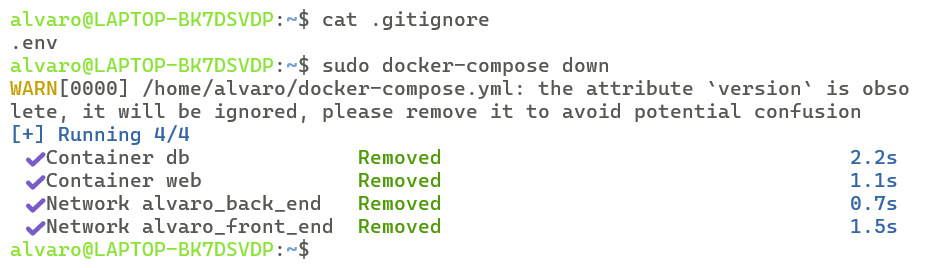 alvaro@LAPTOP-BK7DSVDP:~$ cat .gitignore
.env
alvaro@LAPTOP-BK7DSVDP:~$ sudo docker-compose down
WARN[0000] /home/alvaro/docker-compose.yml: the attribute `version` is obso
lete, it will be ignored, please remove it to avoid potential confusion
[+] Running 4/4
✔Container db Removed 2.2s
✔Container web Removed 1.1s
✔Network alvaro_back_end Removed 0.7s
✔Network alvaro_front_end Removed 1.5s
alvaro@LAPTOP-BK7DSVDP:~$